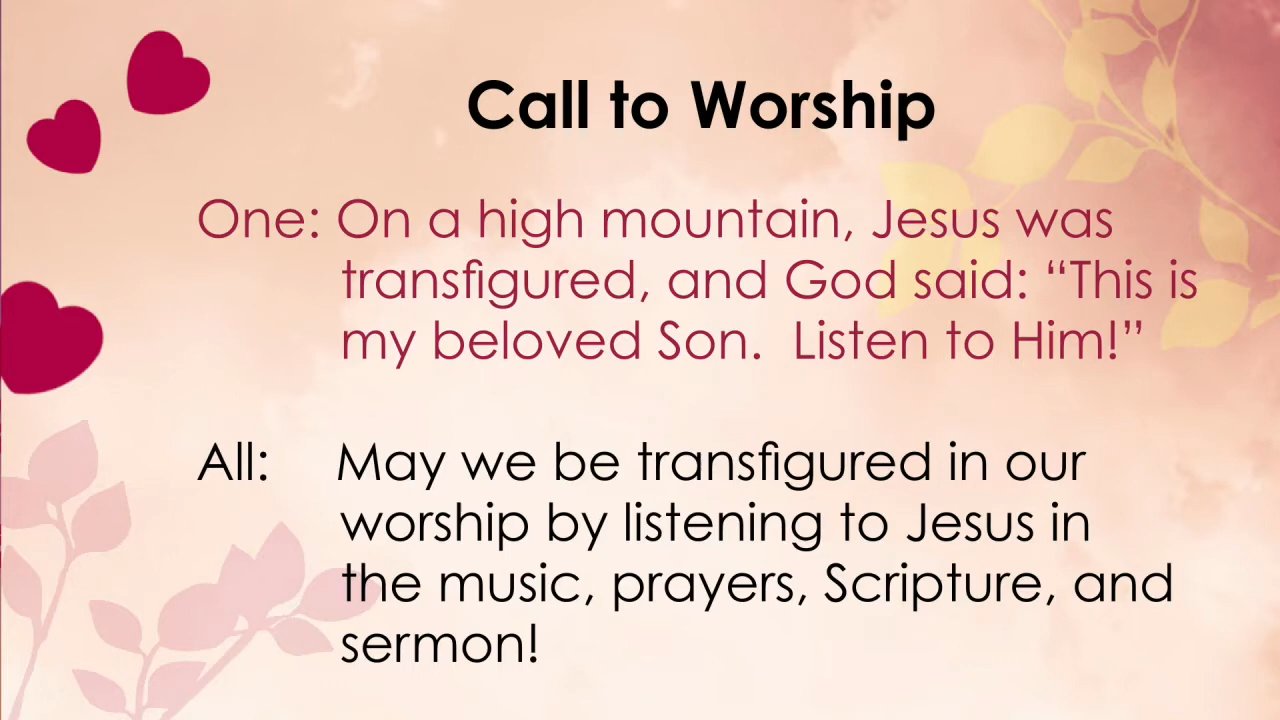 Call to Worship
One: On a high mountain, Jesus was
transfigured, and God said: “This is
my beloved Son.  Listen to Him!”
All: May we be transfigured in our
worship by listening to Jesus in
the music, prayers, Scripture, and
sermon!